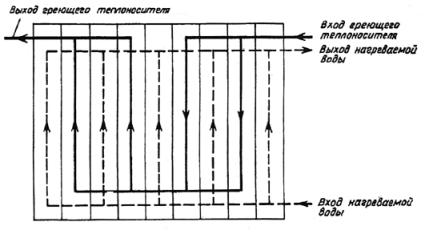 Выход греющего теплоносителя
Вход греющего
теплоносителя
Выход нагреваемой
воды
Вход нагреваемой
воды